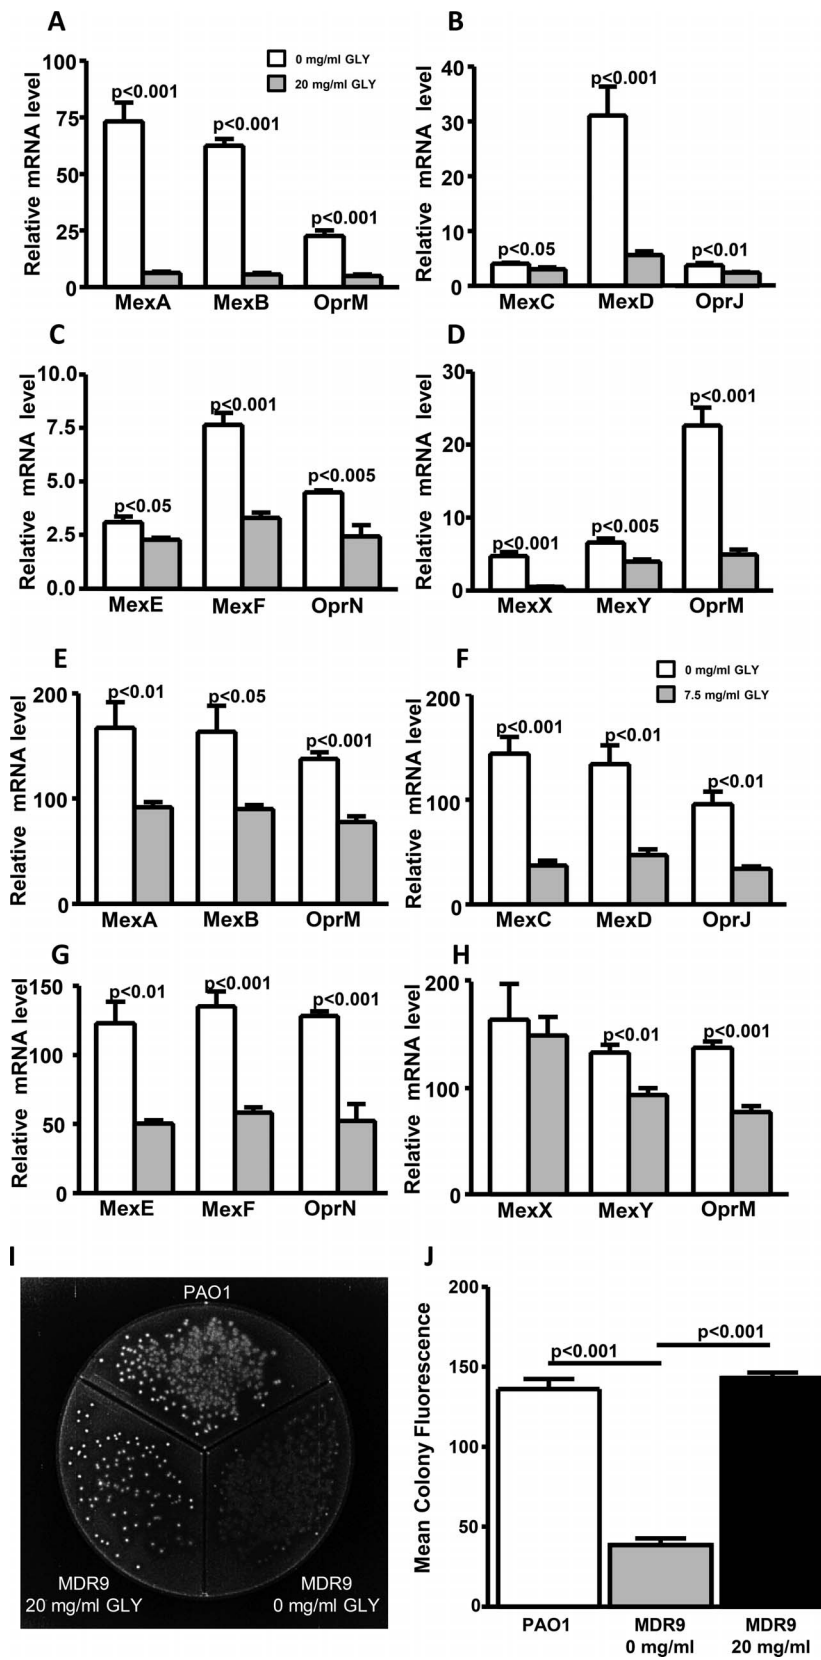 A
B
0 mg/ml GLY
20 mg/ml GLY
Relative mRNA level
100
75
50
25
0
p<0.001
p<0.001
p<0.001
MexA MexB OprM
Relative mRNA level
40
30
20
10
0
p<0.05
p<0.001
p<0.01
MexC MexD OprJ
C
D
Relative mRNA level
10.0
7.5
5.0
2.5
0.0
p<0.05
p<0.001
p<0.005
MexE MexF OprN
Relative mRNA level
30
20
10
0
p<0.001
p<0.005
p<0.001
MexX MexY OprM
E
F
0 mg/ml GLY
7.5 mg/ml GLY
Relative mRNA level
200
100
0
p<0.01
p<0.05
p<0.001
MexA MexB OprM
Relative mRNA level
200
100
0
p<0.001
p<0.01
p<0.01
MexC MexD OprJ
G
H
Relative mRNA level
150
100
50
0
p<0.01
p<0.001
p<0.001
MexE MexF OprN
Relative mRNA level
200
100
0
p<0.01
p<0.001
MexX MexY OprM
I
J
PAO1
MDR9
20 mg/ml GLY
MDR9
0 mg/ml GLY
Mean Colony Fluorescence
200
150
100
50
0
p<0.001
p<0.001
PAO1
MDR9
0 mg/ml
MDR9
20 mg/ml